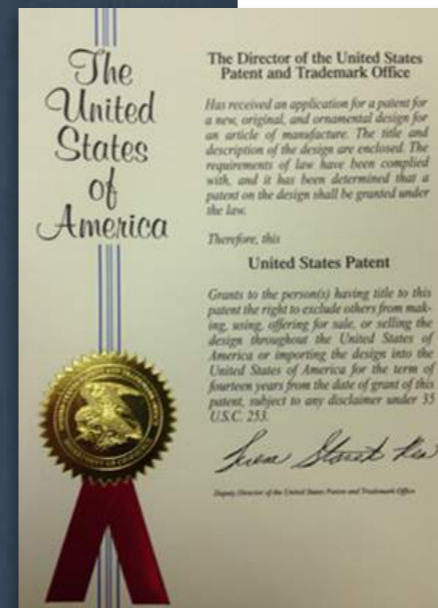 The
United
States
of
America
The Director of the United States
Patent and Trademark Office
Has received an application for a patent for
a new, original, and ornamental design for
an article of manufacture. The title and
description of the design are enclosed. The
requirements of law have been complied
with, and it has been determined that a
patent on the design shall be granted under
the law.
Therefore, this
United States Patent
Grants to the person(s) having title to this
patent the right to exclude others from mak-
ing, using, offering for sale, or selling the
design throughout the United States of
America or importing the design into the
United States of America for the term of
fourteen years from the date of grant of this
patent, subject to any disclaimer under 35
U.S.C. 253.
Deputy Director of the United States Patent and Trademark Office